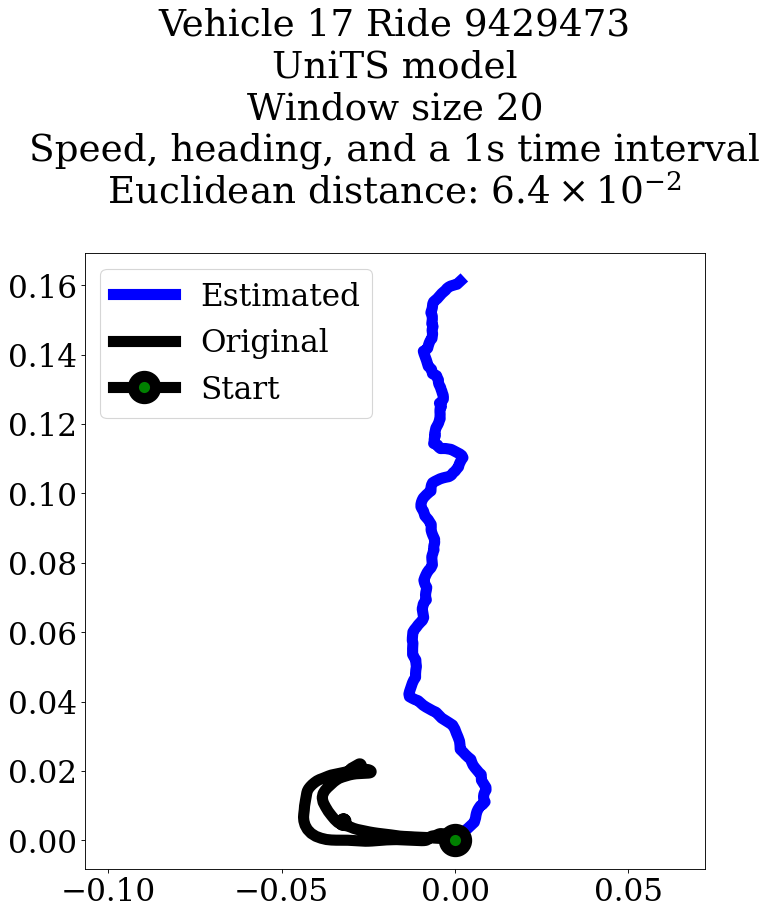 Vehicle 17 Ride 9429473
UniTS model
Window size 20
Speed, heading, and a 1s time interval
Euclidean distance: 6.4 × 10⁻²
Estimated
Original
Start
0.16
0.14
0.12
0.10
0.08
0.06
0.04
0.02
0.00
−0.10 −0.05 0.00 0.05